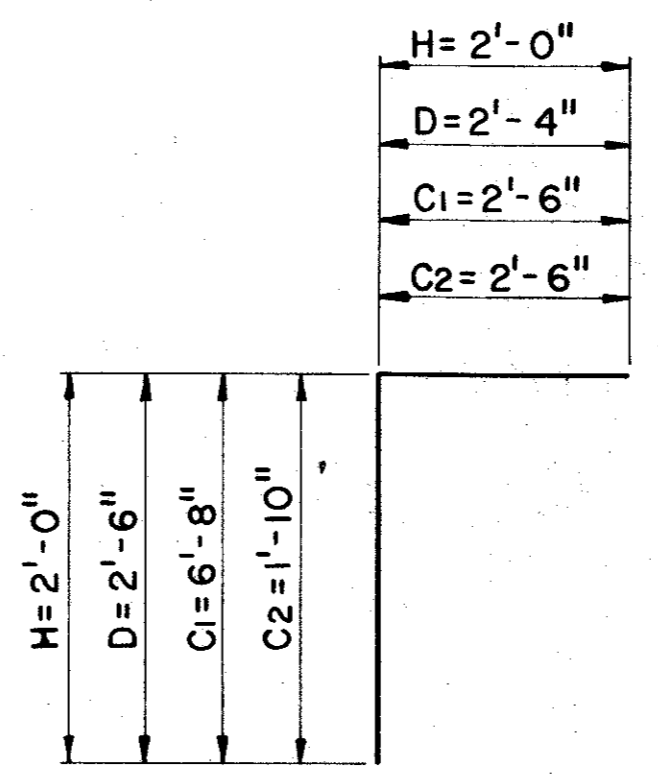 H= 2'-0"
D=2'-4"
C1=2'-6"
C2= 2'-6"
H= 2'-0"
D= 2'-6"
C1= 6'-8"
C2= 1'-10"